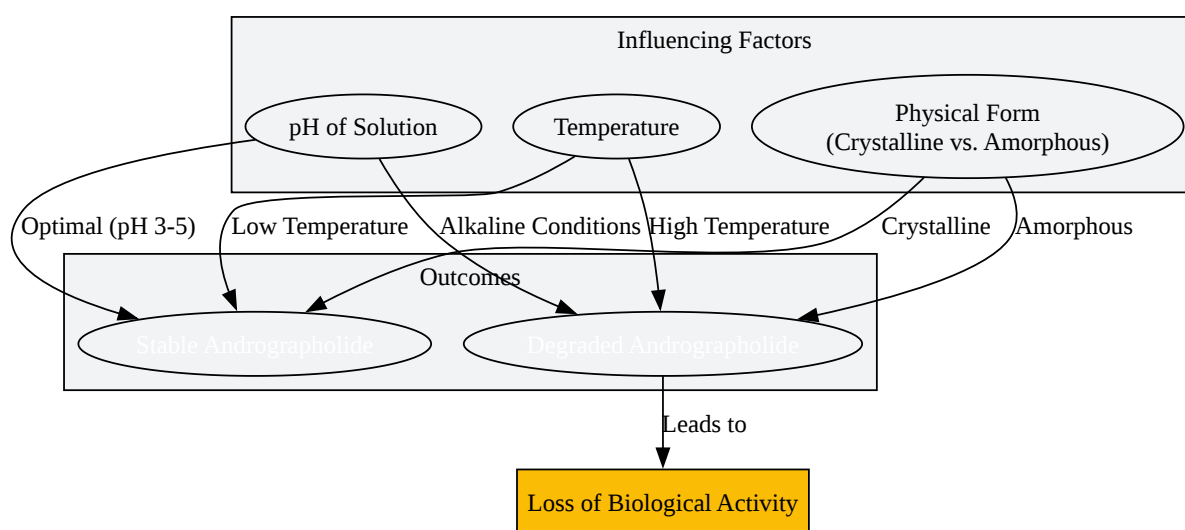 Influencing Factors
pH of Solution
Temperature
Physical Form
(Crystalline vs. Amorphous)
Optimal (pH 3-5)
Low Temperature
Alkaline Conditions
High Temperature
Crystalline
Amorphous
Outcomes
Stable Andrographolide
Degraded Andrographolide
Leads to
Loss of Biological Activity